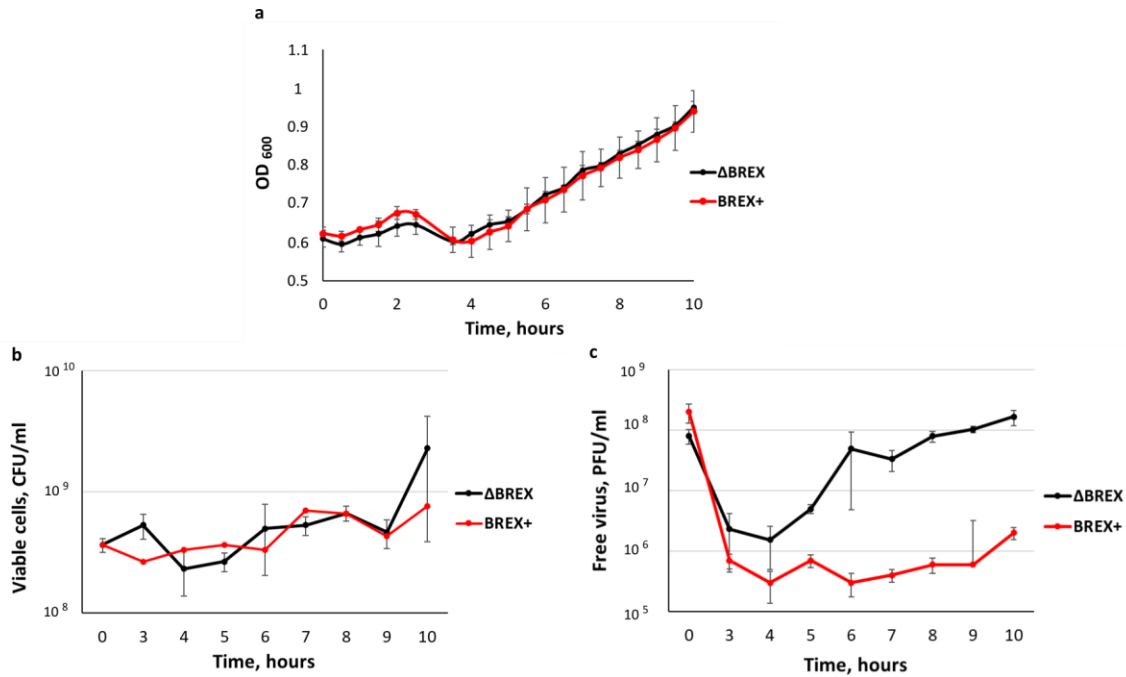 a
1.1
1
0.9
0.8
0.7
0.6
0.5
OD 600
0 2 4 6 8 10
Time, hours
ΔBREX
BREX+
b
10 10
10 9
10 8
Viable cells, CFU/ml
0 3 4 5 6 7 8 9 10
Time, hours
ΔBREX
BREX+
c
10 9
10 8
10 7
10 6
10 5
Free virus, PFU/ml
0 3 4 5 6 7 8 9 10
Time, hours
ΔBREX
BREX+